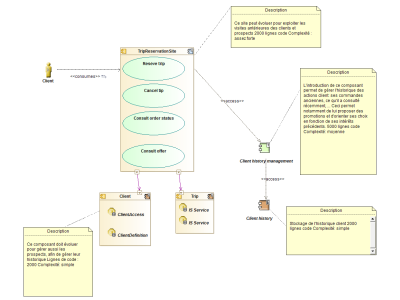 Description
Ce site peut évoluer pour exploiter les
visites antérieures des clients et
prospects 2000 lignes code Complexité :
assez forte
TripReservationSite
Reserve trip
Cancel trip
Consult order status
Consult offer
Client
<<consumes>>
<<access>>
Description
L'introduction de ce composant
permet de gérer l'historique des
actions client, ses commandes
anciennes, ce qu'il a consulté
récemment, ... Ceci permet
notamment de lui proposer des
promotions et d'orienter ses choix
en fonction de ses intérêts
précédents. 5000 lignes code
Complexité : moyenne
Client history management
<<access>>
Client history
Client
ClientAccess
ClientDefinition
Trip
IS Service
IS Service
Description
Ce composant doit évoluer
pour gérer aussi les
prospects, afin de gérer leur
historique Lignes de code
2000 Complexité : simple
Description
Stockage de l'historique client 2000
lignes code Complexité : simple